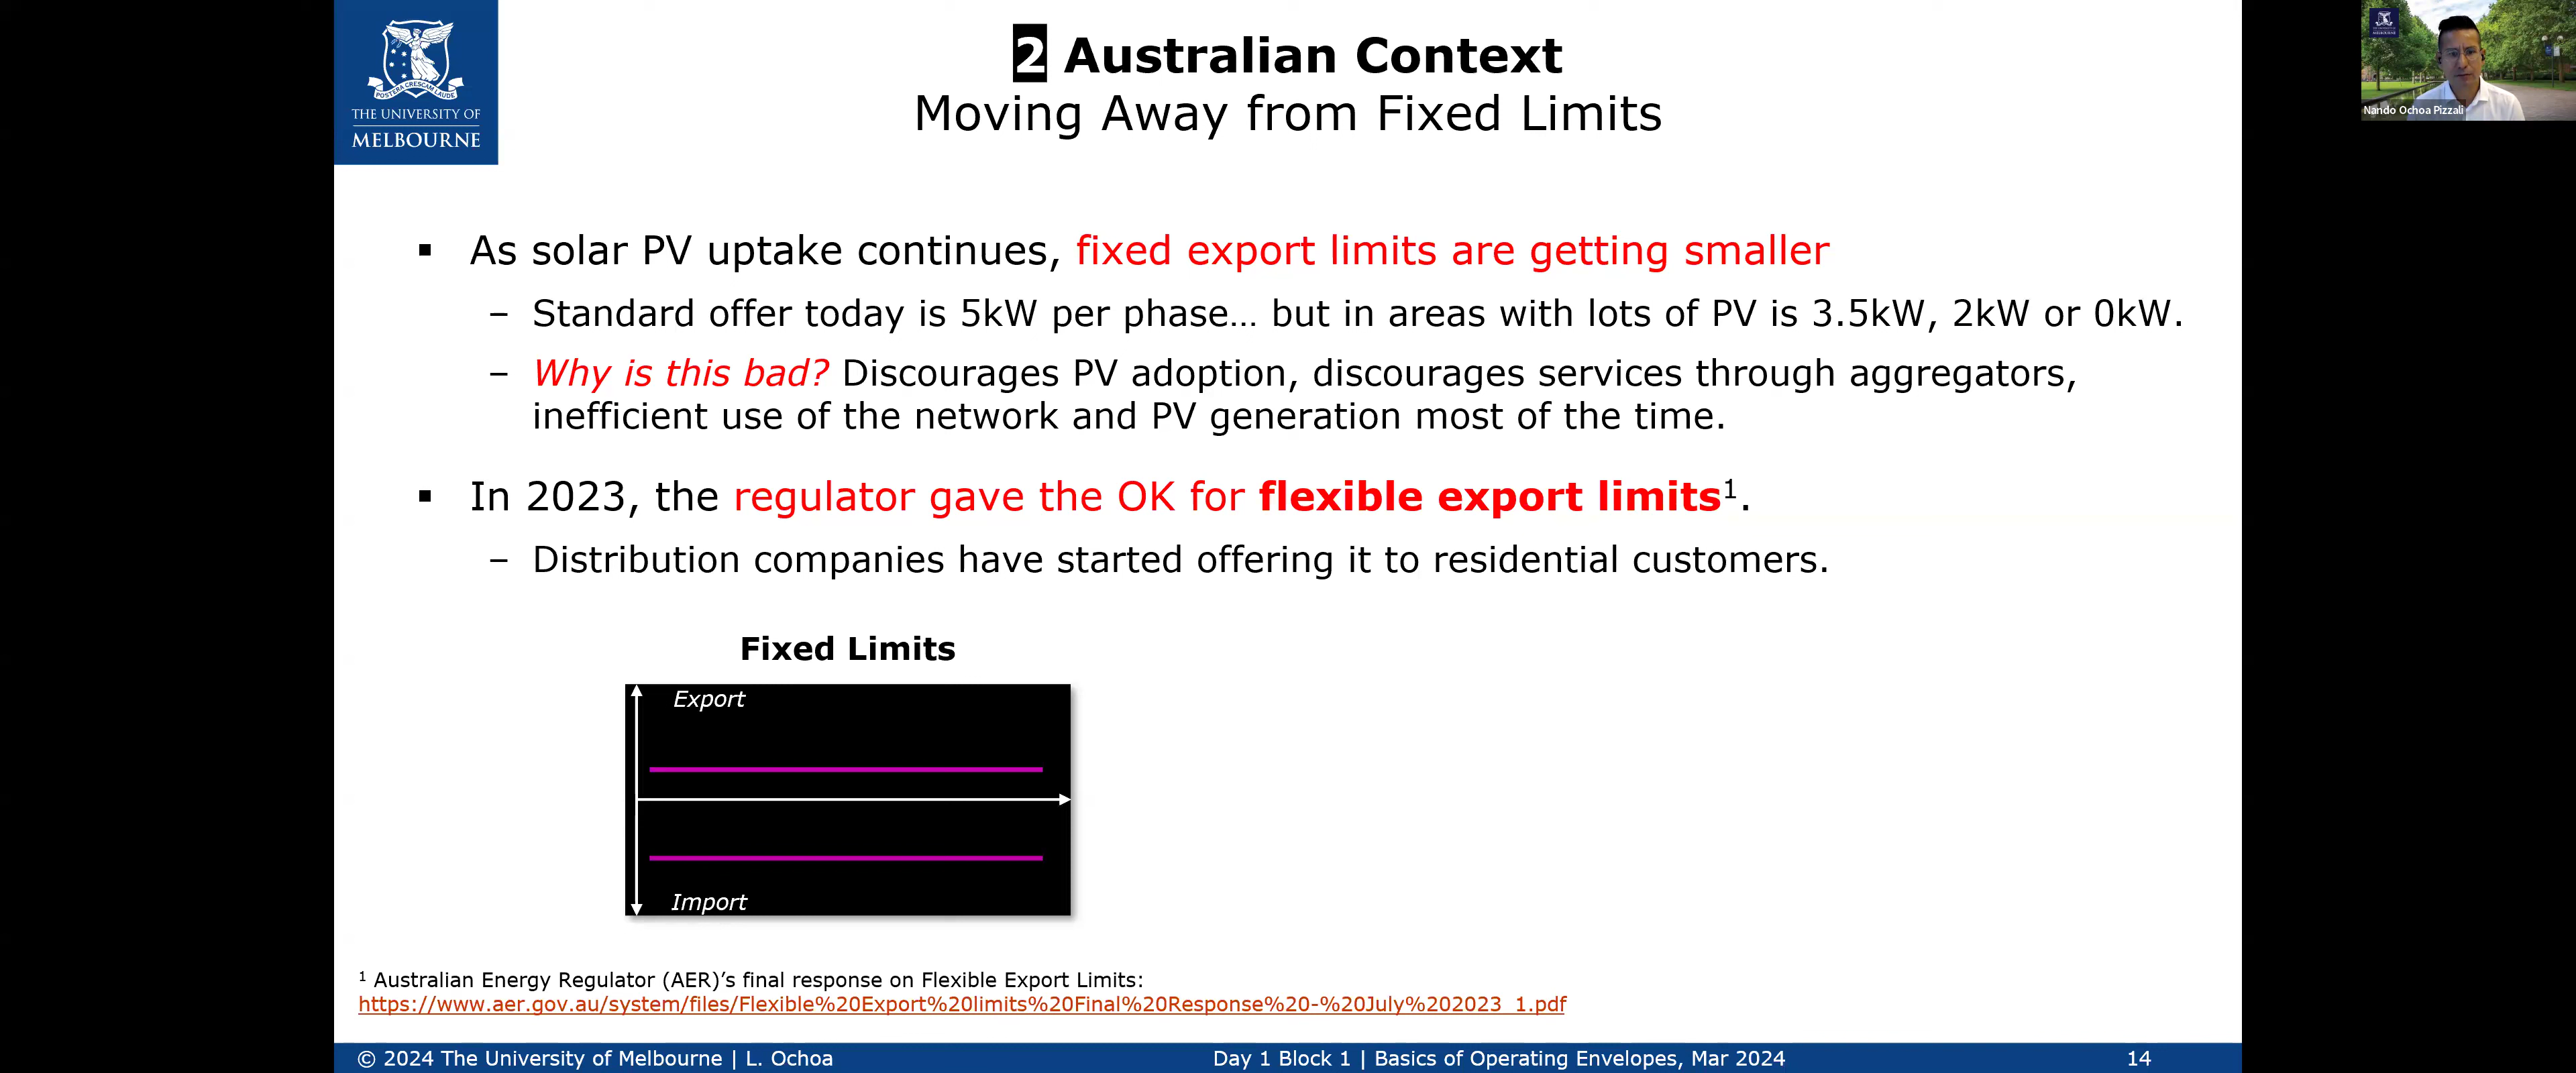 THE UNIVERSITY OF
MELBOURNE
POSTERA CRESCAM LAUDE
2 Australian Context
Moving Away from Fixed Limits
MELBOURNE
Nando Ochoa Pizzali
▪ As solar PV uptake continues, fixed export limits are getting smaller
– Standard offer today is 5kW per phase… but in areas with lots of PV is 3.5kW, 2kW or 0kW.
– Why is this bad? Discourages PV adoption, discourages services through aggregators,
inefficient use of the network and PV generation most of the time.
▪ In 2023, the regulator gave the OK for flexible export limits¹.
– Distribution companies have started offering it to residential customers.
Fixed Limits
Export
Import
¹ Australian Energy Regulator (AER)’s final response on Flexible Export Limits:
https://www.aer.gov.au/system/files/Flexible%20Export%20limits%20Final%20Response%20-%20July%202023_1.pdf
© 2024 The University of Melbourne | L. Ochoa
Day 1 Block 1 | Basics of Operating Envelopes, Mar 2024
14